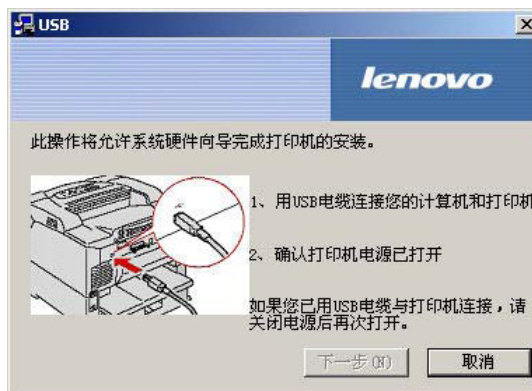 USB
lenovo
此操作将允许系统硬件向导完成打印机的安装。
1、用USB电缆连接您的计算机和打印机
2、确认打印机电源已打开
如果您已用USB电缆与打印机连接，请
关闭电源后再次打开。
下一步(N)
取消